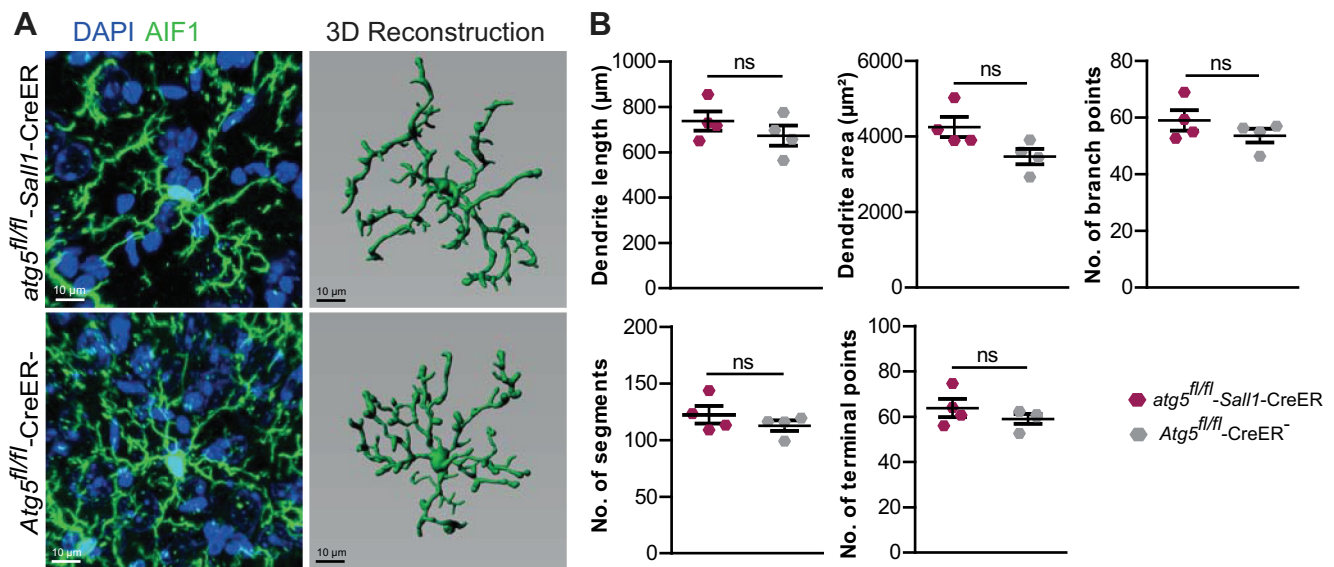 A
DAPI AIF1
3D Reconstruction
atg5fl/fl-Sall1-CreER
10 µm
10 µm
Atg5fl/fl-CreER-
10 µm
10 µm
B
Dendrite length (µm)
1000
800
600
400
200
0
ns
Dendrite area (µm²)
6000
4000
2000
0
ns
No. of branch points
80
60
40
20
0
ns
No. of segments
200
150
100
50
0
ns
No. of terminal points
100
80
60
40
20
0
ns
atg5fl/fl-Sall1-CreER
Atg5fl/fl-CreER-